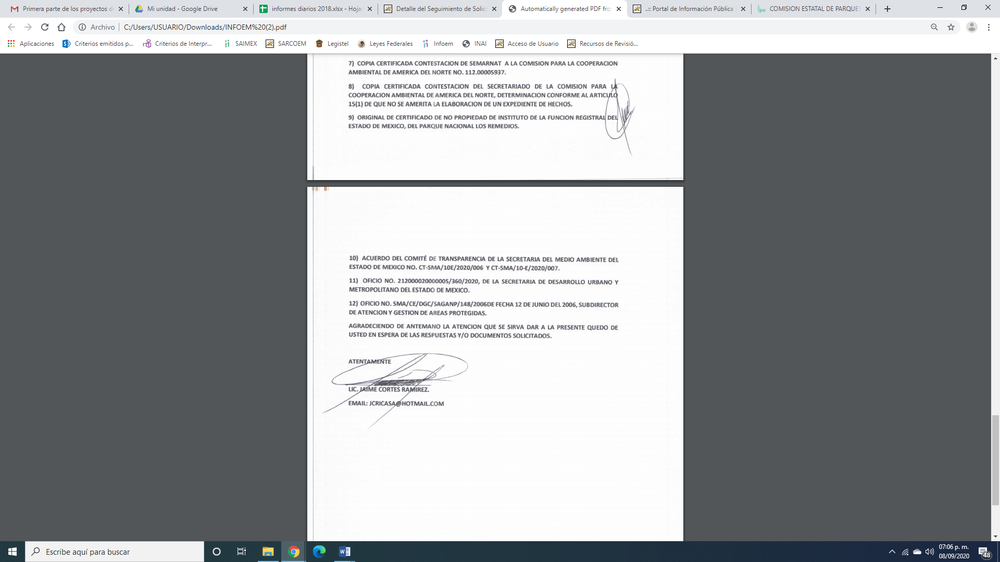 Primera parte de los proyectos d
Mi unidad - Google Drive
informes diarios 2018.xlsx - Hojas
Detalle del Seguimiento de Solici
Automatically generated PDF fro
..:: Portal de Información Pública
COMISION ESTATAL DE PARQUES
Archivo | C:/Users/USUARIO/Downloads/INFOEM%20(2).pdf
Aplicaciones
Criterios emitidos p...
Criterios de Interpr...
SAIMEX
SARCOEM
Legistel
Leyes Federales
Infoem
INAI
Acceso de Usuario
Recursos de Revisió...
7) COPIA CERTIFICADA CONTESTACION DE SEMARNAT A LA COMISION PARA LA COOPERACION
AMBIENTAL DE AMERICA DEL NORTE NO. 112.00005937.
8) COPIA CERTIFICADA CONTESTACION DEL SECRETARIADO DE LA COMISION PARA LA
COOPERACION AMBIENTAL DE AMERICA DEL NORTE, DETERMINACION CONFORME AL ARTICULO
15(1) DE QUE NO SE AMERITA LA ELABORACION DE UN EXPEDIENTE DE HECHOS.
9) ORIGINAL DE CERTIFICADO DE NO PROPIEDAD DE INSTITUTO DE LA FUNCION REGISTRAL DEL
ESTADO DE MEXICO, DEL PARQUE NACIONAL LOS REMEDIOS.
10) ACUERDO DEL COMITÉ DE TRANSPARENCIA DE LA SECRETARIA DEL MEDIO AMBIENTE DEL
ESTADO DE MEXICO NO. CT-SMA/10E/2020/006 Y CT-SMA/10-E/2020/007.
11) OFICIO NO. 21200002000000S/360/2020, DE LA SECRETARIA DE DESARROLLO URBANO Y
METROPOLITANO DEL ESTADO DE MEXICO.
12) OFICIO NO. SMA/CE/DGC/SAGANP/148/2006DE FECHA 12 DE JUNIO DEL 2006, SUBDIRECTOR
DE ATENCION Y GESTION DE AREAS PROTEGIDAS.
AGRADECIENDO DE ANTEMANO LA ATENCION QUE SE SIRVA DAR A LA PRESENTE QUEDO DE
USTED EN ESPERA DE LAS RESPUESTAS Y/O DOCUMENTOS SOLICITADOS.
ATENTAMENTE
LIC. JAIME CORTES RAMIREZ.
EMAIL: JCRICASA@HOTMAIL.COM
Escribe aquí para buscar
07:06 p. m.
08/09/2020
48